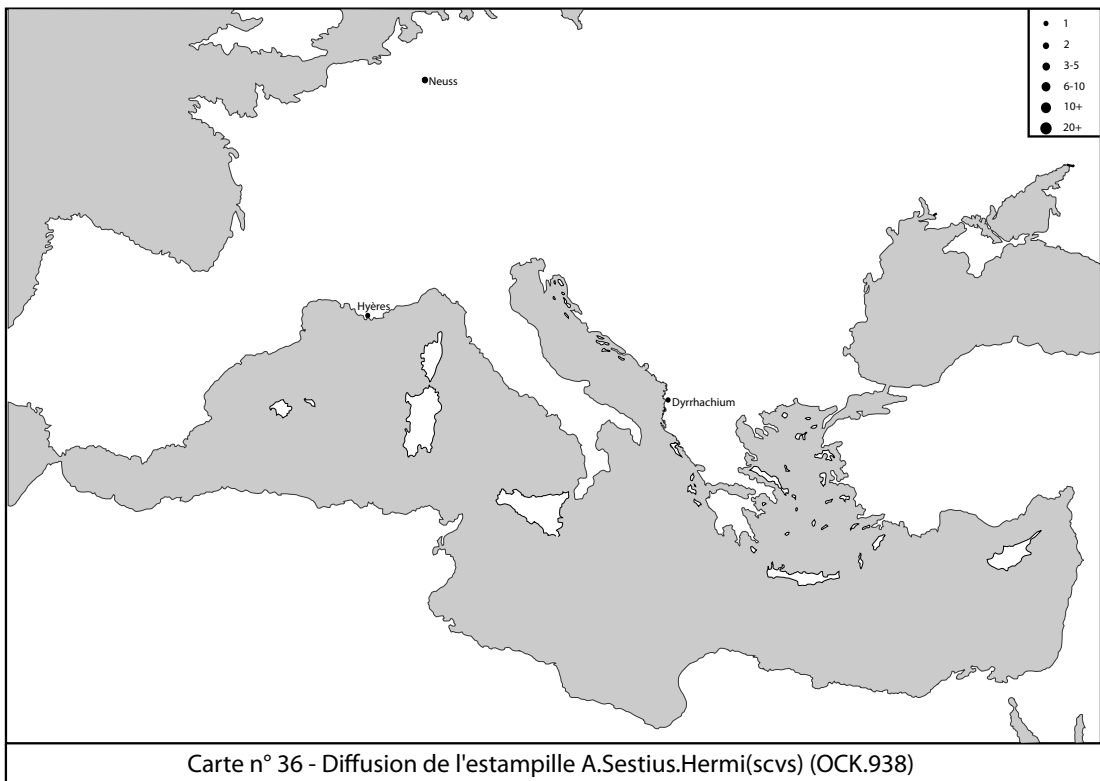 1
2
3-5
6-10
10+
20+
Neuss
Hyères
Dyrrhachium
Carte n° 36 - Diffusion de l'estampille A.Sestius.Hermi(scvs) (OCK.938)